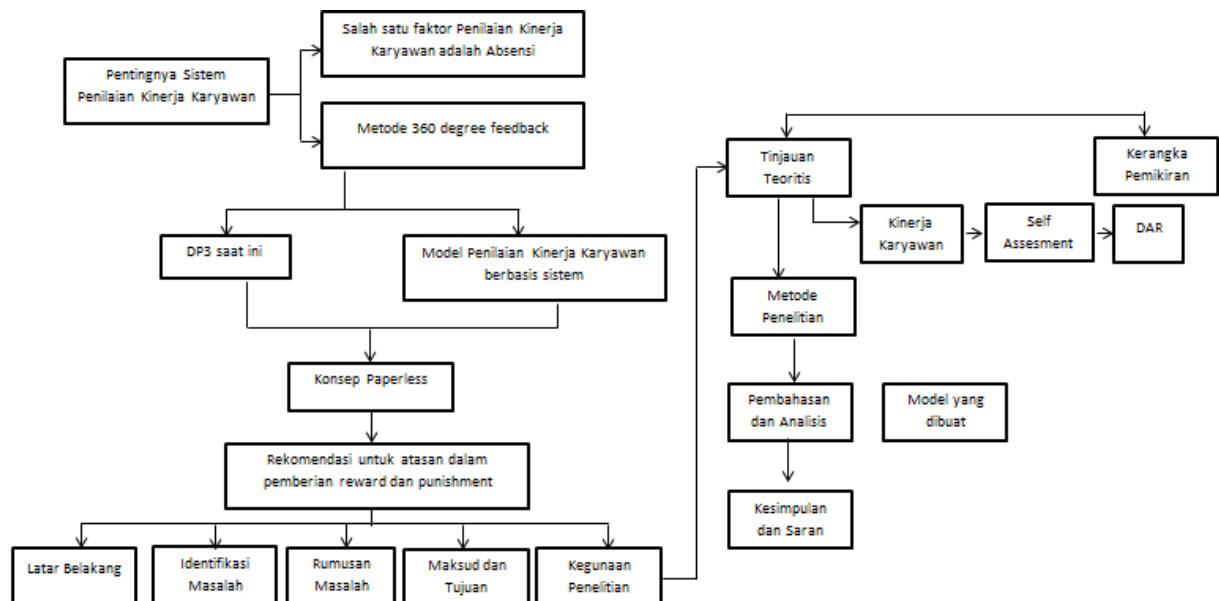 Salah satu faktor Penilaian Kinerja
Karyawan adalah Absensi
Pentingnya Sistem
Penilaian Kinerja Karyawan
Metode 360 degree feedback
DP3 saat ini
Model Penilaian Kinerja Karyawan
berbasis sistem
Konsep Paperless
Rekomendasi untuk atasan dalam
pemberian reward dan punishment
Latar Belakang
Identifikasi
Masalah
Rumusan
Masalah
Maksud dan
Tujuan
Kegunaan
Penelitian
Tinjauan
Teoritis
Kerangka
Pemikiran
Kinerja
Karyawan
Self
Assesment
DAR
Metode
Penelitian
Pembahasan
dan Analisis
Model yang
dibuat
Kesimpulan
dan Saran